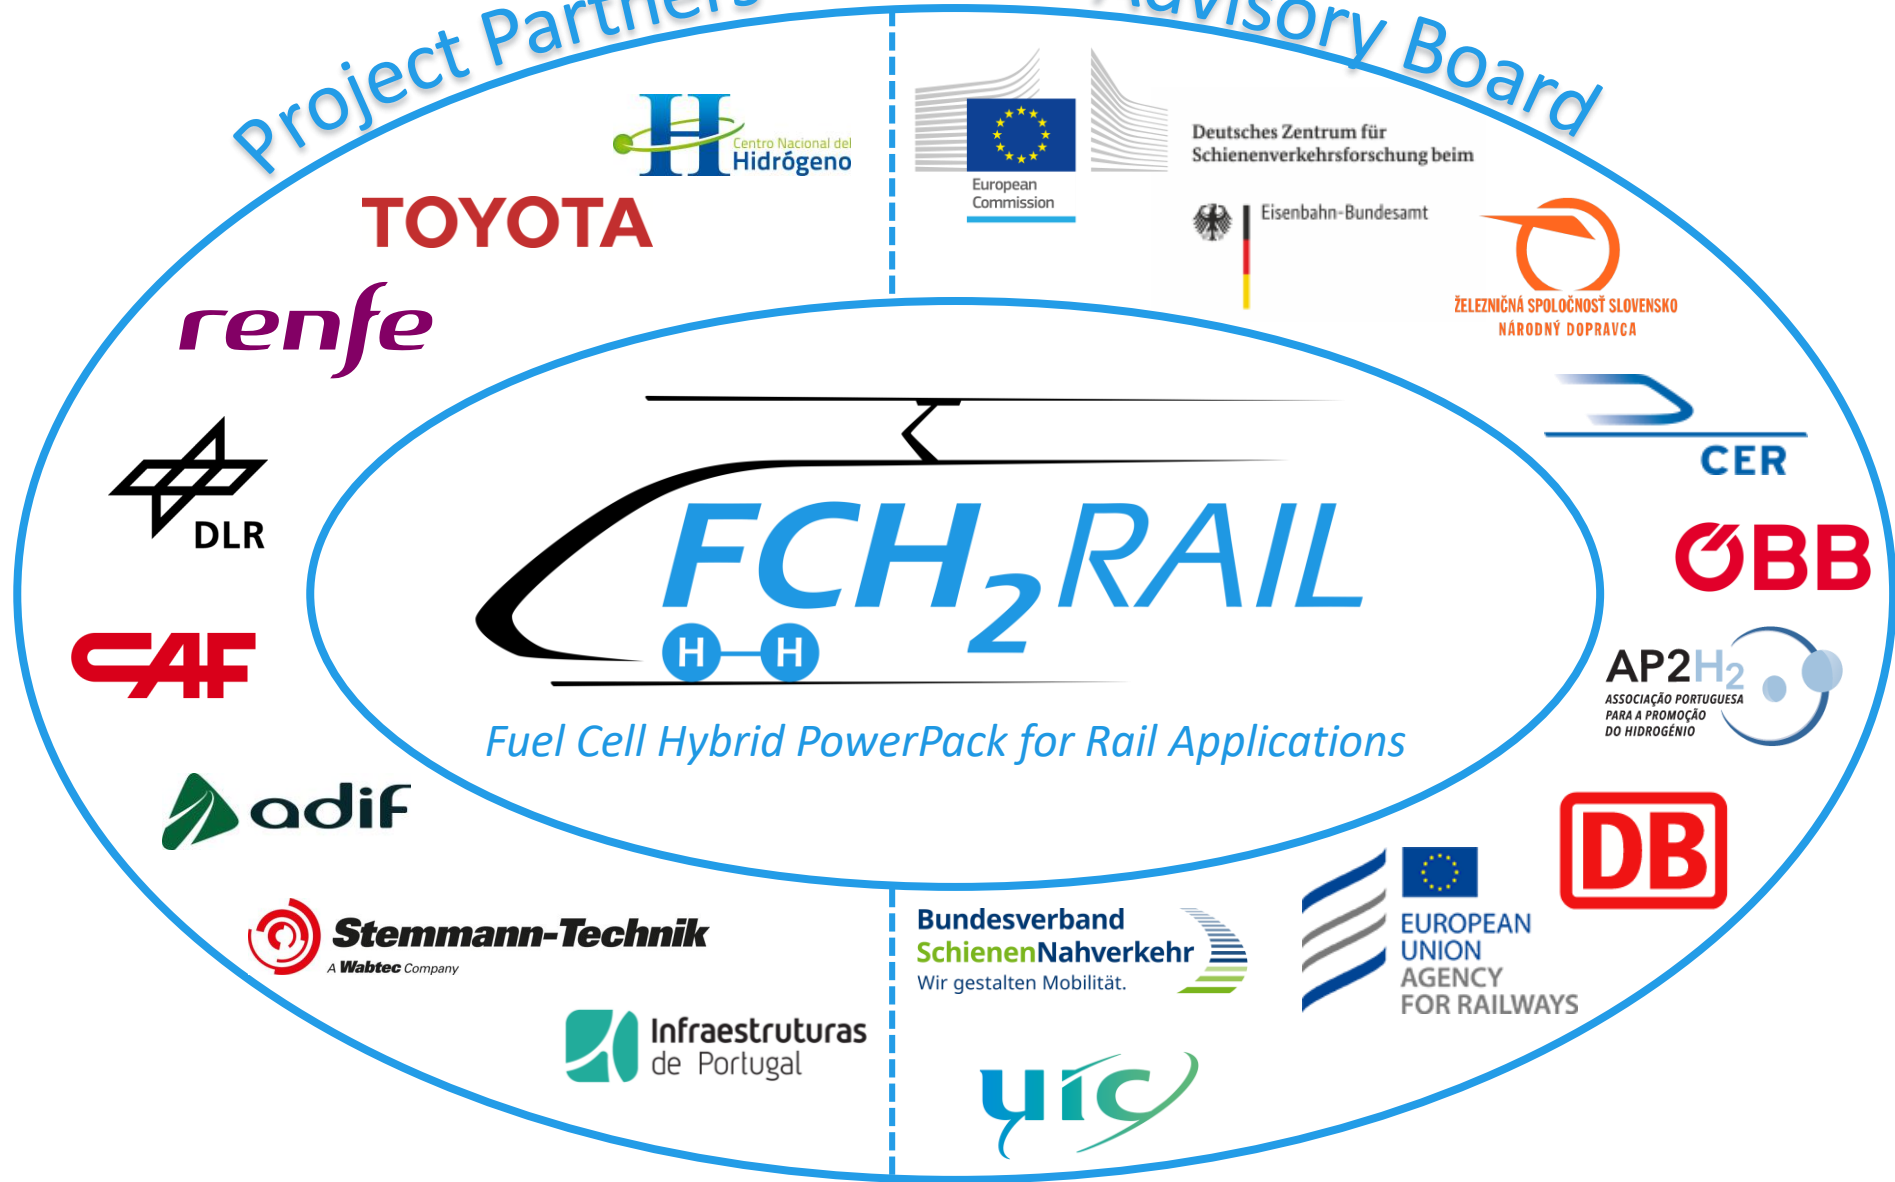 Project Partners
Advisory Board
H
Centro Nacional del
Hidrógeno
TOYOTA
renfe
DLR
CAF
adif
Stemmann-Technik
A Wabtec Company
Infraestruturas
de Portugal
European
Commission
Deutsches Zentrum für
Schienenverkehrsforschung beim
Eisenbahn-Bundesamt
ŽELEZNIČNÁ SPOLOČNOSŤ SLOVENSKO
NÁRODNÝ DOPRAVCA
CER
ÖBB
AP2H2
ASSOCIAÇÃO PORTUGUESA
PARA A PROMOÇÃO
DO HIDROGÉNIO
DB
EUROPEAN
UNION
AGENCY
FOR RAILWAYS
Bundesverband
SchienenNahverkehr
Wir gestalten Mobilität.
uic
FCH2RAIL
H H
Fuel Cell Hybrid PowerPack for Rail Applications